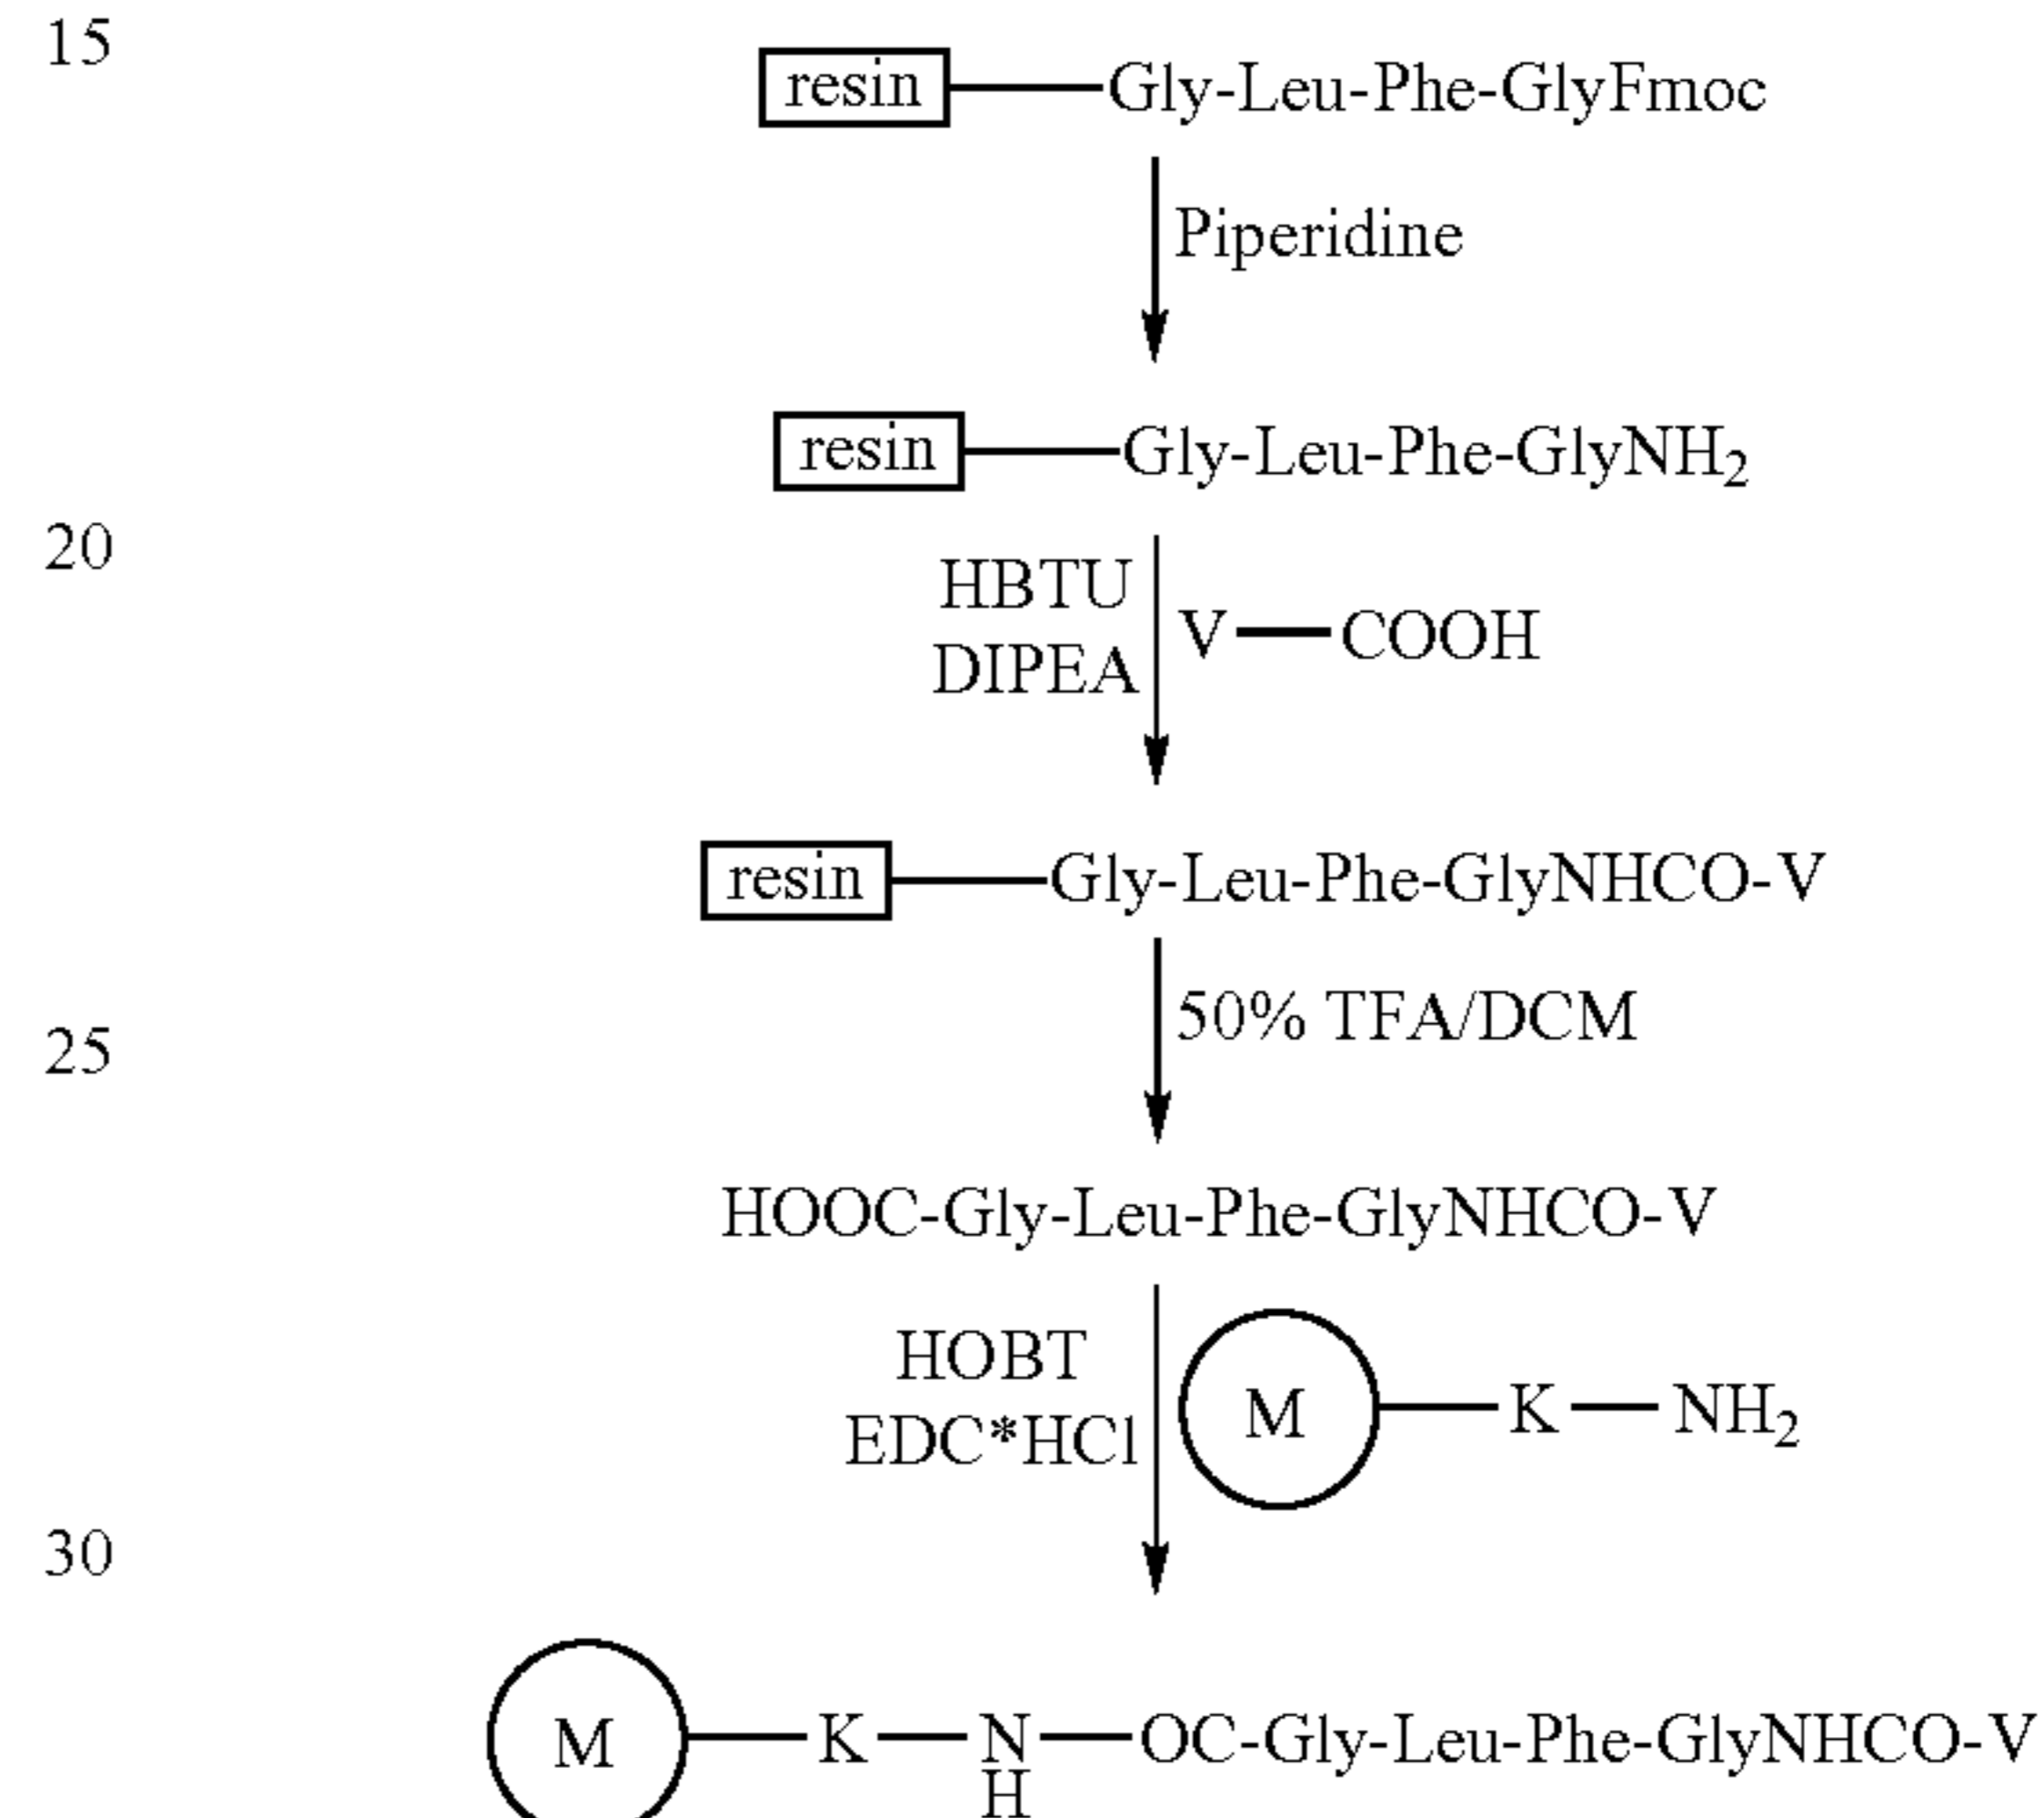 15
resin Gly-Leu-Phe-GlyFmoc
Piperidine
resin Gly-Leu-Phe-GlyNH2
20
HBTU
DIPEA
V COOH
resin Gly-Leu-Phe-GlyNHCO-V
25
50% TFA/DCM
HOOC-Gly-Leu-Phe-GlyNHCO-V
HOBT
EDC*HCl
M K NH2
30
M K N OC-Gly-Leu-Phe-GlyNHCO-V
H